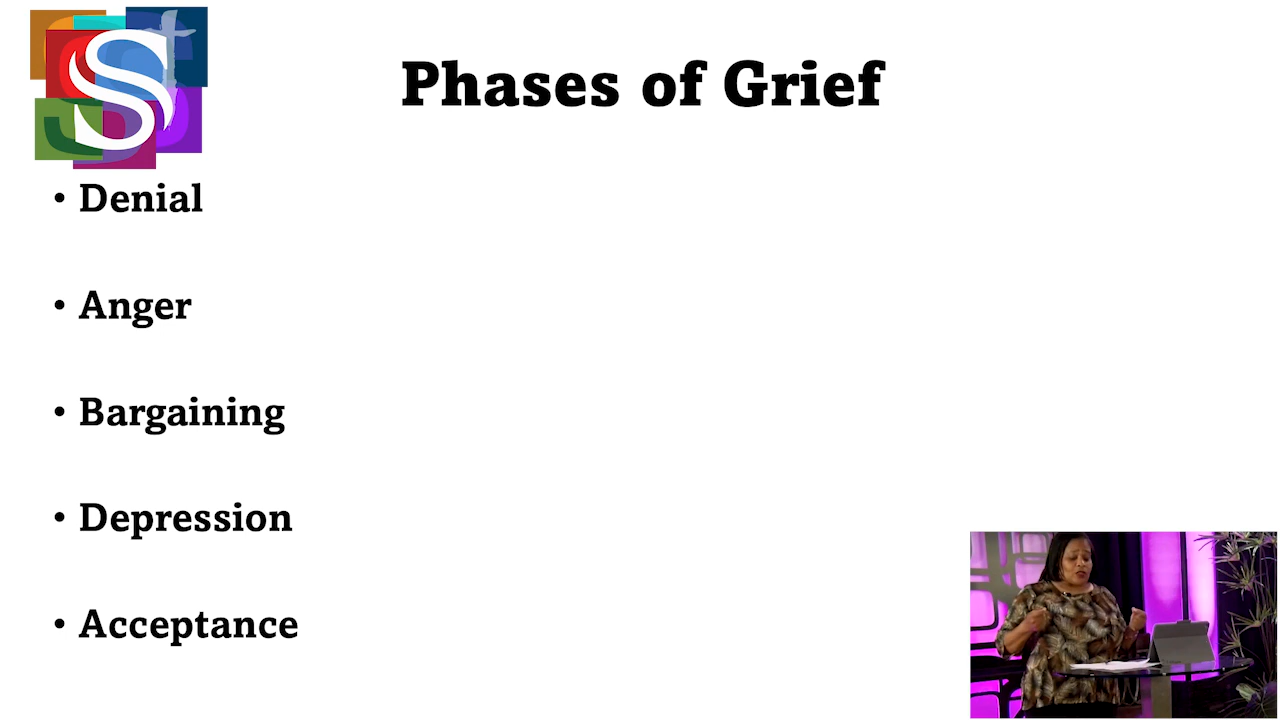 Phases of Grief
• Denial
• Anger
• Bargaining
• Depression
• Acceptance